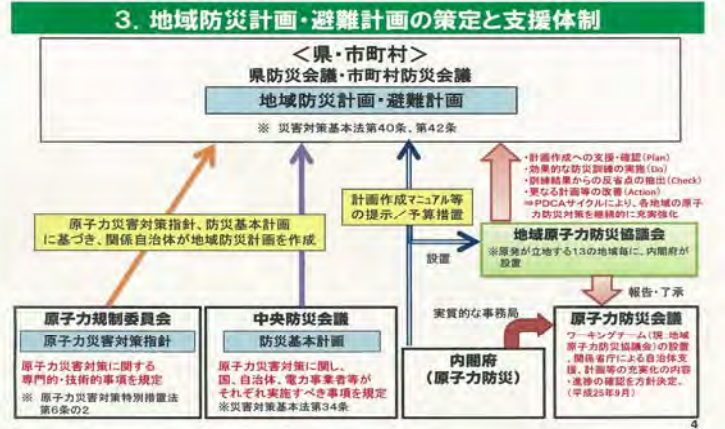 3. 地域防災計画・避難計画の策定と支援体制
＜県・市町村＞
県防災会議・市町村防災会議
地域防災計画・避難計画
※ 災害対策基本法第40条、第42条
・計画作成への支援・確認(Plan)
・効果的な防災訓練の実施(Do)
・訓練結果からの反省点の抽出(Check)
・更なる計画等の改善(Action)
⇒PDCAサイクルにより、各地域の原子
力防災対策を継続的に充実強化
計画作成マニュアル等
の提示／予算措置
原子力災害対策指針、防災基本計画
に基づき、関係自治体が地域防災計画を作成
地域原子力防災協議会
※原発が立地する13の地域毎に、内閣府が
設置
設置
報告・了承
原子力規制委員会
原子力災害対策指針
原子力災害対策に関する
専門的・技術的事項を規定
※ 原子力災害対策特別措置法
第6条の2
中央防災会議
防災基本計画
原子力災害対策に関し、
国、自治体、電力事業者等が
それぞれ実施すべき事項を規定
※災害対策基本法第34条
実質的な事務局
内閣府
(原子力防災)
原子力防災会議
ワーキングチーム(現:地域
原子力防災協議会)の設置
、関係省庁による自治体支
援、計画等の充実化の内容
・進捗の確認を方針決定。
(平成25年9月)
4